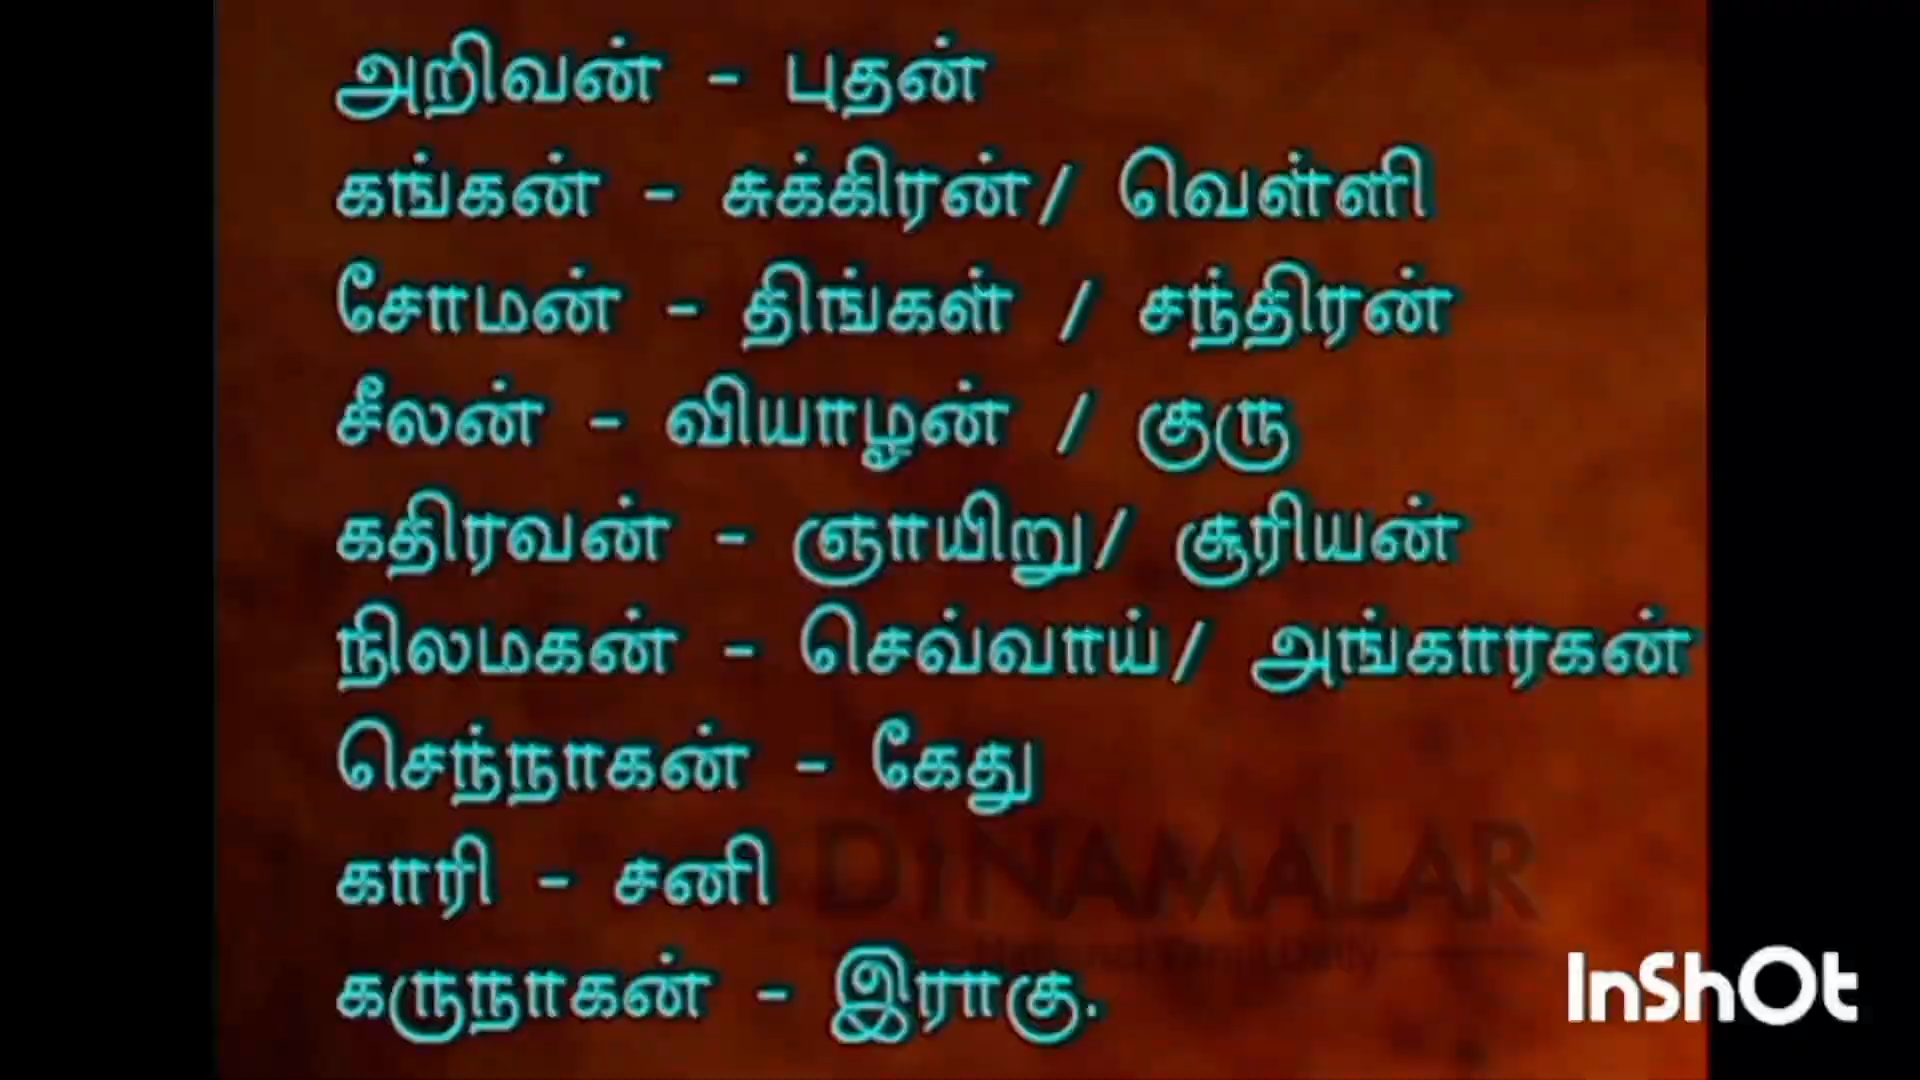 அறிவன் - புதன்
கங்கன் - சுக்கிரன்/ வெள்ளி
சோமன் - திங்கள் / சந்திரன்
சீலன் - வியாழன் / குரு
கதிரவன் - ஞாயிறு/ சூரியன்
நிலமகன் - செவ்வாய்/ அங்காரகன்
செந்நாகன் - கேது
காரி - சனி
DINAMALAR
கருநாகன் - இராகு.
InShOt